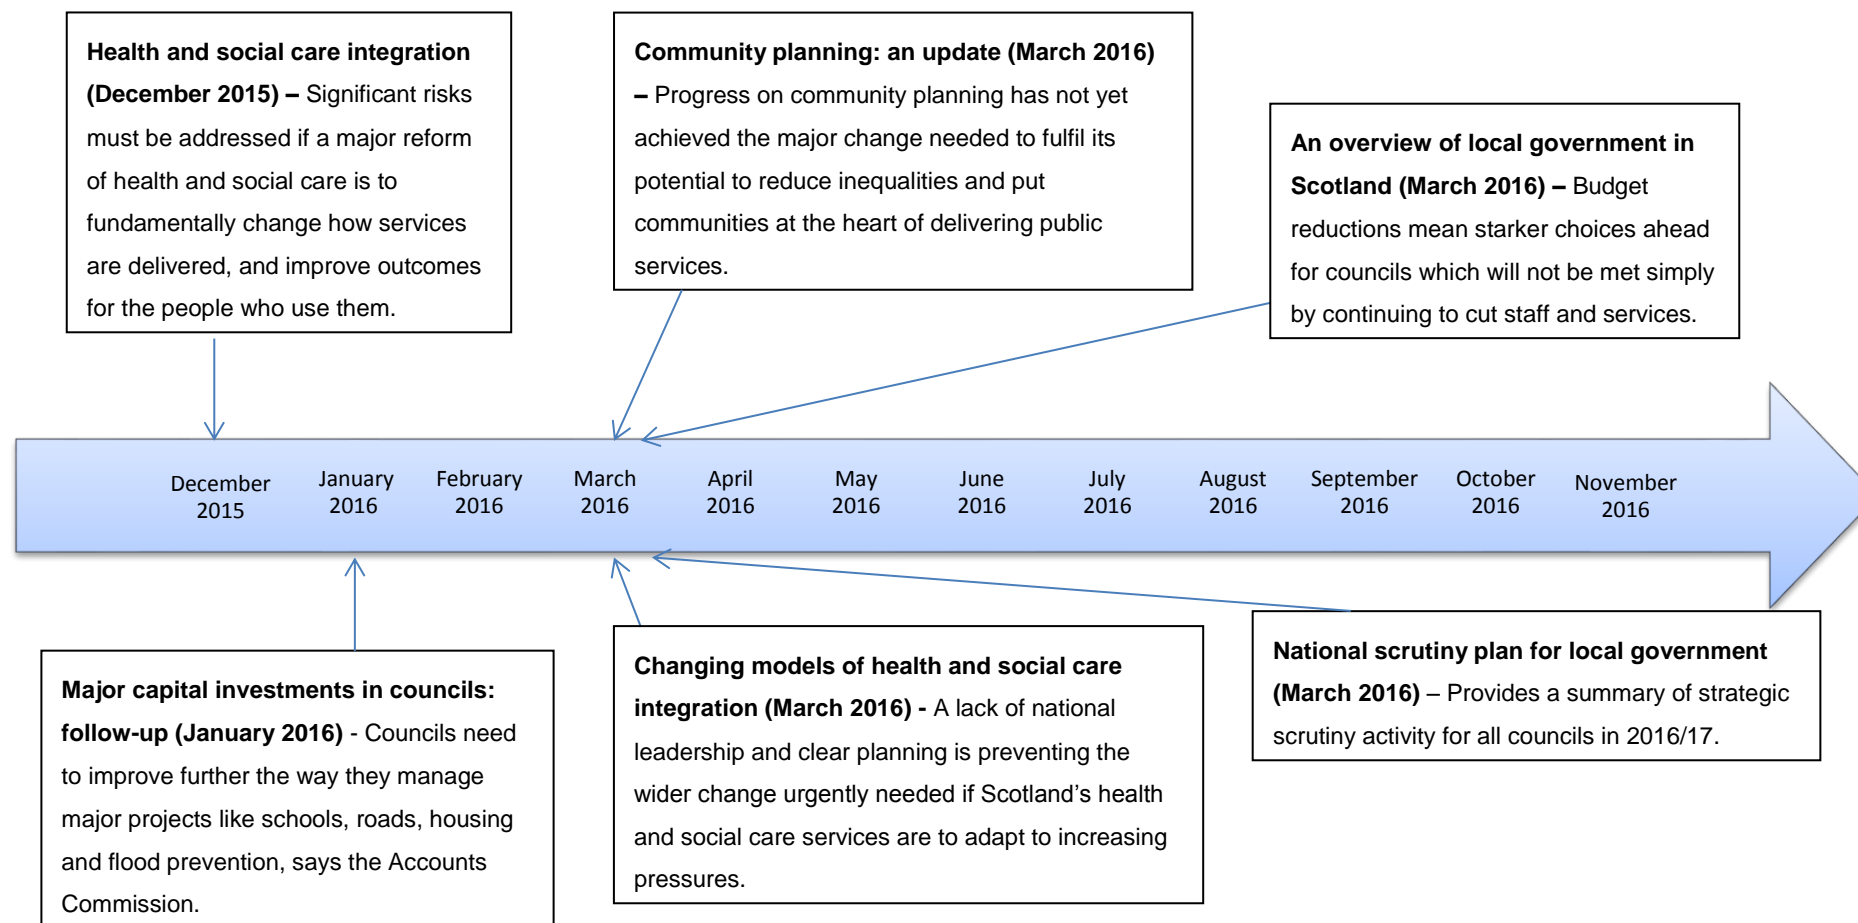 Health and social care integration
(December 2015) – Significant risks
must be addressed if a major reform
of health and social care is to
fundamentally change how services
are delivered, and improve outcomes
for the people who use them.
Community planning: an update (March 2016)
– Progress on community planning has not yet
achieved the major change needed to fulfil its
potential to reduce inequalities and put
communities at the heart of delivering public
services.
An overview of local government in
Scotland (March 2016) – Budget
reductions mean starker choices ahead
for councils which will not be met simply
by continuing to cut staff and services.
December
2015
January
2016
February
2016
March
2016
April
2016
May
2016
June
2016
July
2016
August
2016
September
2016
October
2016
November
2016
Major capital investments in councils:
follow-up (January 2016) - Councils need
to improve further the way they manage
major projects like schools, roads, housing
and flood prevention, says the Accounts
Commission.
Changing models of health and social care
integration (March 2016) - A lack of national
leadership and clear planning is preventing the
wider change urgently needed if Scotland’s health
and social care services are to adapt to increasing
pressures.
National scrutiny plan for local government
(March 2016) – Provides a summary of strategic
scrutiny activity for all councils in 2016/17.